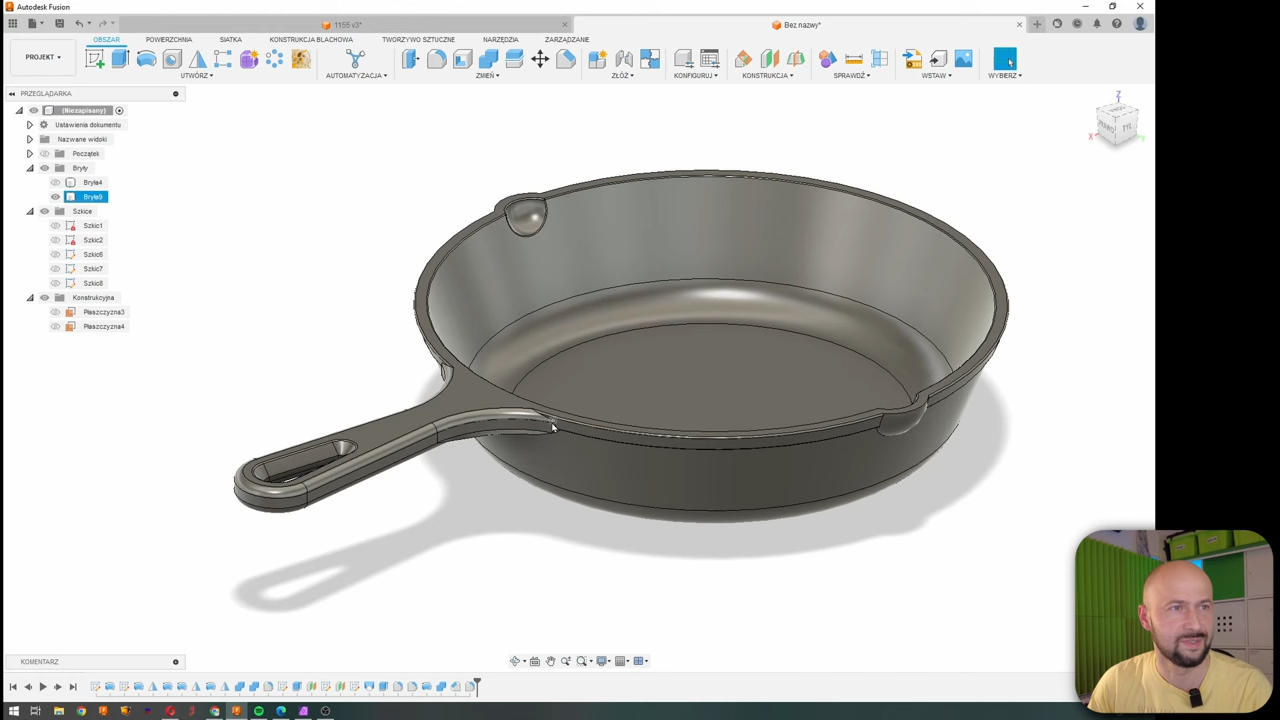 Autodesk Fusion
1155 v3*
Bez nazwy*
PROJEKT
OBSZAR
POWIERZCHNIA
SIATKA
KONSTRUKCJA BLACHOWA
TWORZYWO SZTUCZNE
NARZĘDZIA
ZARZĄDZANIE
UTWÓRZ
AUTOMATYZACJA
ZMIEŃ
ZŁÓŻ
KONFIGURUJ
KONSTRUKCJA
SPRAWDŹ
WSTAW
WYBIERZ
PRZEGLĄDARKA
(Niezapisany)
Ustawienia dokumentu
Nazwane widoki
Początek
Bryły
Bryła4
Bryła9
Szkice
Szkic1
Szkic2
Szkic6
Szkic7
Szkic8
Konstrukcyjna
Płaszczyzna3
Płaszczyzna4
Z
X
TYŁ
KOMENTARZ